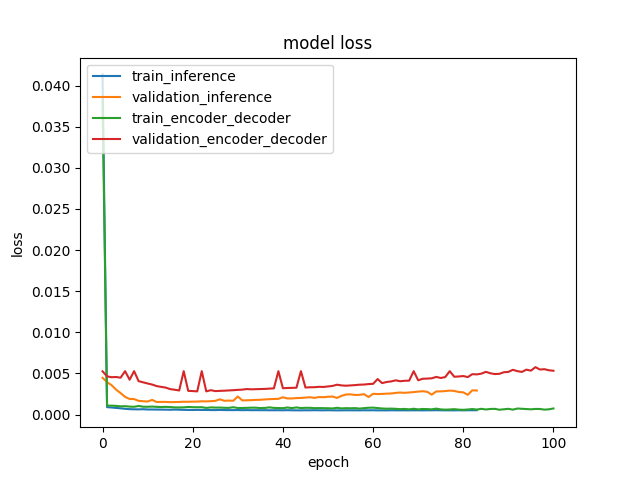 model loss
train_inference
validation_inference
train_encoder_decoder
validation_encoder_decoder
0.040
0.035
0.030
0.025
0.020
0.015
0.010
0.005
0.000
loss
0 20 40 60 80 100
epoch